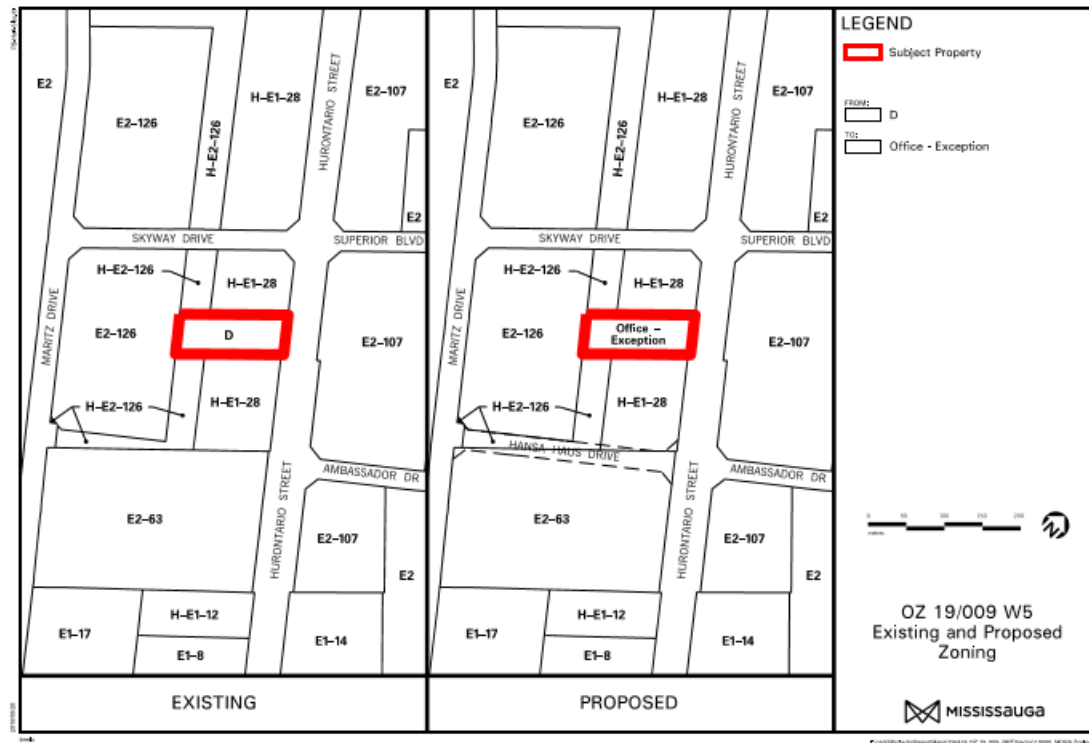 E2
E2-126
H-E2-126
H-E1-28
HURONTARIO STREET
E2-107
E2
SKYWAY DRIVE
SUPERIOR BLVD
H-E2-126
H-E1-28
MARITZ DRIVE
E2-126
D
E2-107
H-E2-126
H-E1-28
AMBASSADOR DR
E2-63
HURONTARIO STREET
E2-107
E2
H-E1-12
E1-17
E1-14
E1-8
EXISTING
E2
E2-126
H-E2-126
H-E1-28
HURONTARIO STREET
E2-107
E2
SKYWAY DRIVE
SUPERIOR BLVD
H-E2-126
H-E1-28
MARITZ DRIVE
E2-126
Office -
Exception
E2-107
H-E2-126
H-E1-28
HANSA HAUS DRIVE
AMBASSADOR DR
E2-63
HURONTARIO STREET
E2-107
E2
H-E1-12
E1-17
E1-14
E1-8
PROPOSED
LEGEND
Subject Property
FROM:
D
TO:
Office - Exception
0 50 100 150 200
OZ 19/009 W5
Existing and Proposed
Zoning
MISSISSAUGA